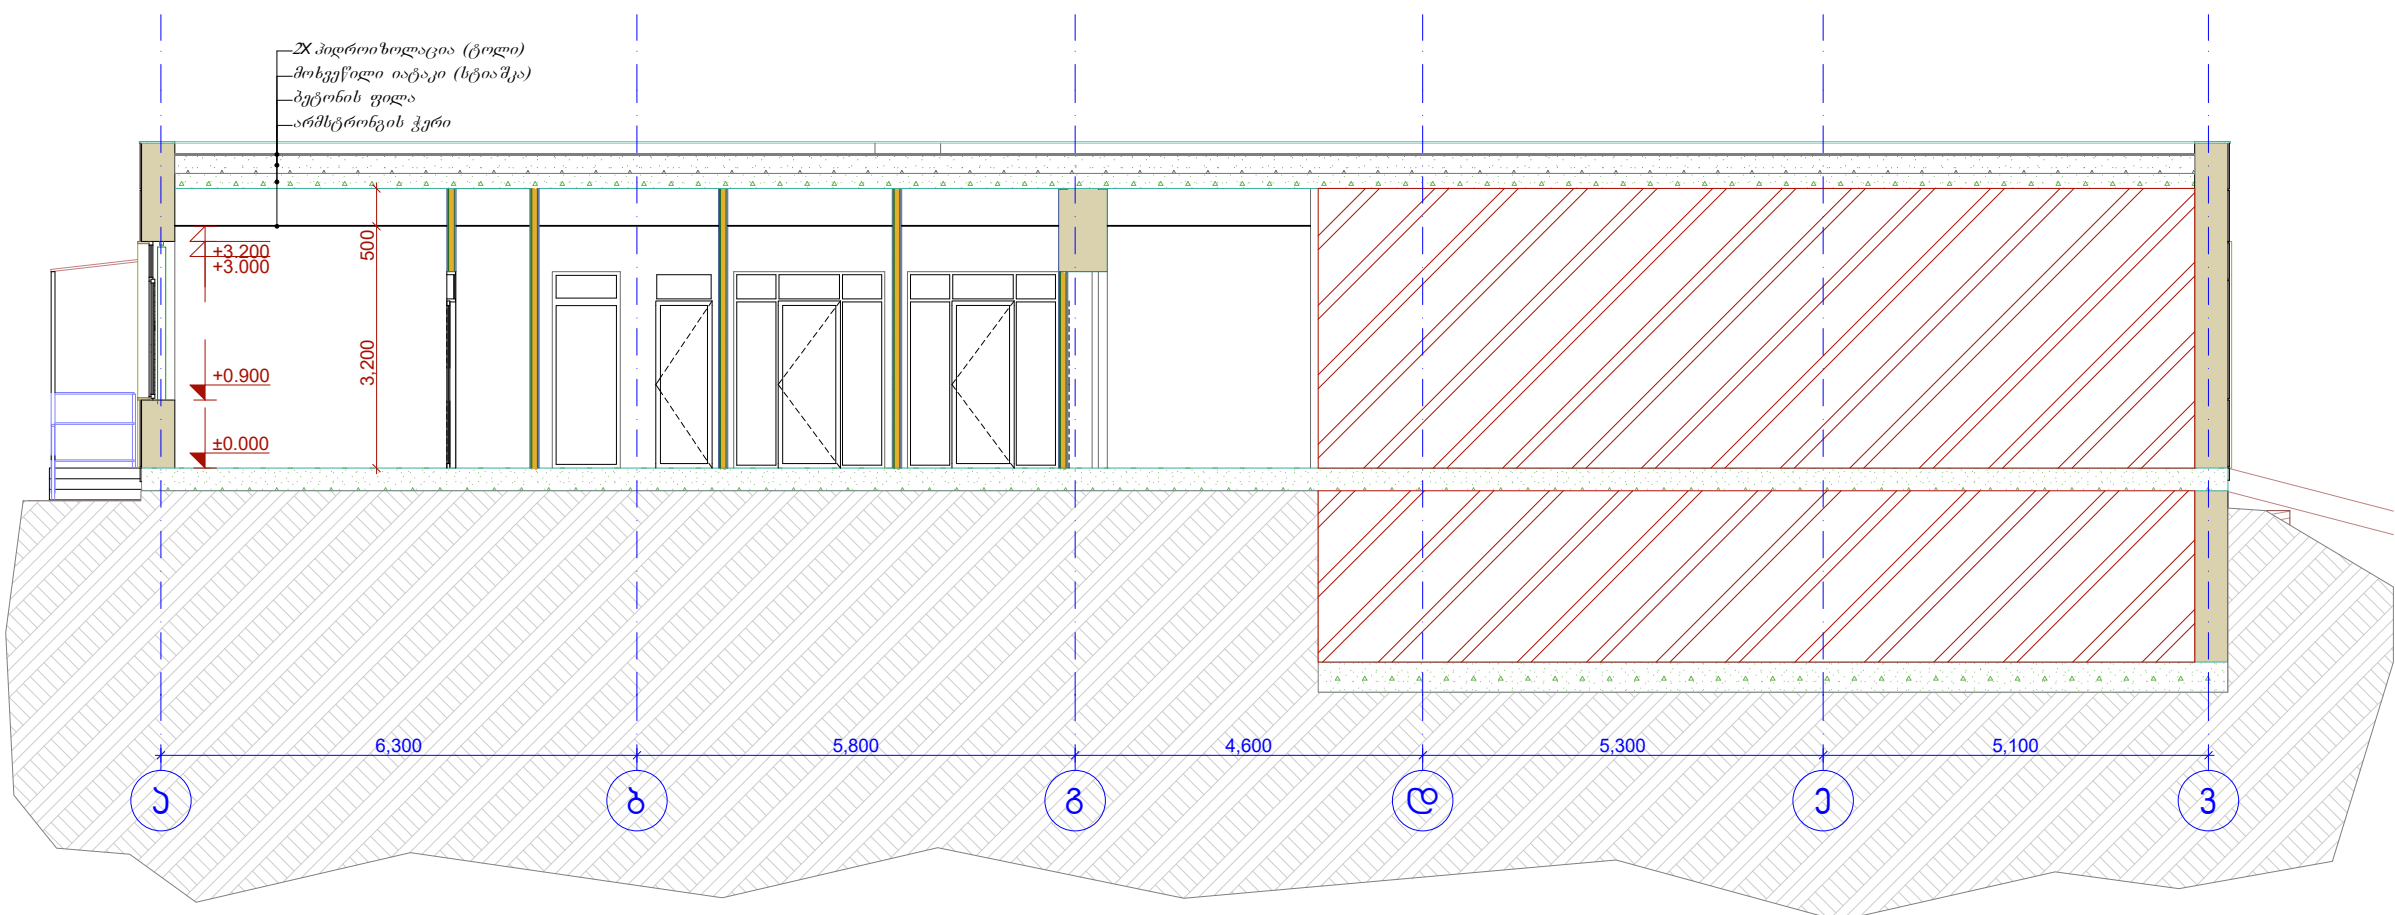 2X ჰიდროიზოლაცია (ტოლი)
მოხვეწილი იატაკი (სტიაშკა)
ბეტონის ფილა
არმსტრონგის ჭერი
+3.200
+3.000
500
3,200
+0.900
±0.000
6,300 5,800 4,600 5,300 5,100
ა ბ გ დ ე ვ